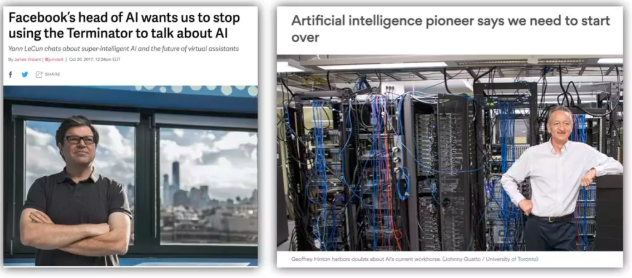 Facebook's head of AI wants us to stop
using the Terminator to talk about AI
Yann LeCun chats about super-intelligent AI and the future of virtual assistants
By James Vincent | @jjvincent | Oct 26, 2017, 12:24pm EDT
SHARE
Artificial intelligence pioneer says we need to start
over
Geoffrey Hinton harbors doubts about AI's current workhorse. (Johnny Guatto / University of Toronto)